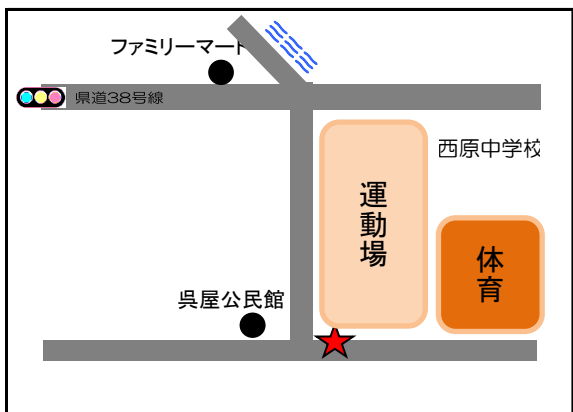 ファミリーマート
県道38号線
西原中学校
運動場
体育
呉屋公民館